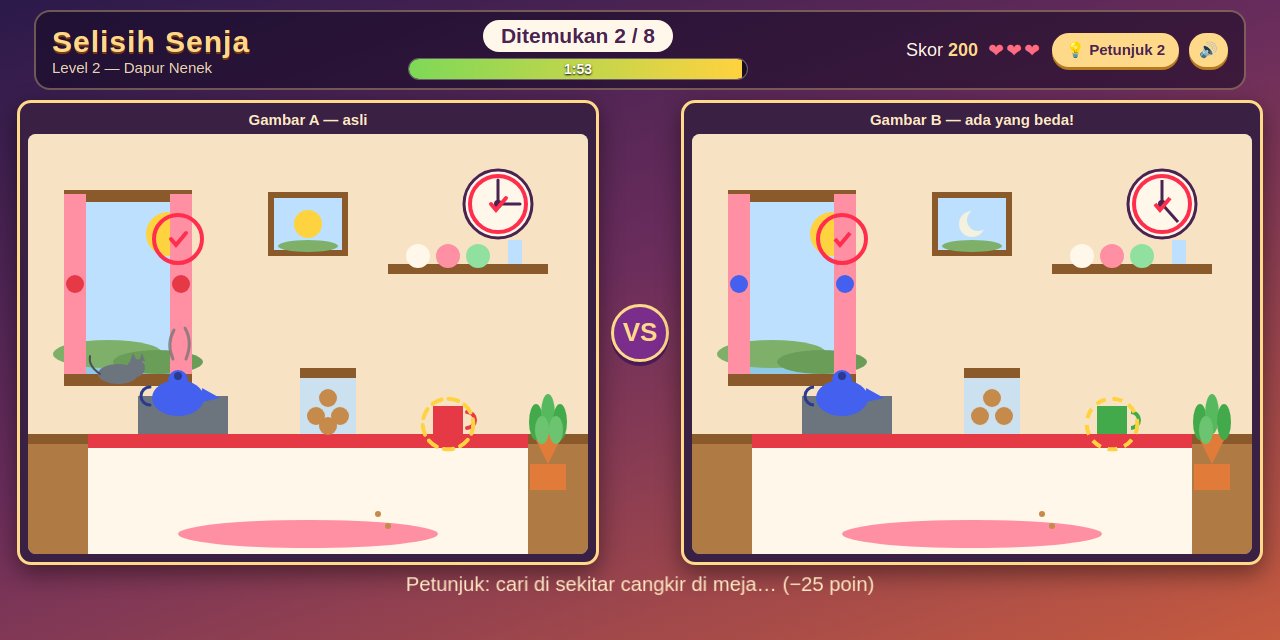 Selisih Senja
Level 2 — Dapur Nenek
Ditemukan 2 / 8
1:53
Skor 200 ❤❤❤
💡 Petunjuk 2
🔊
Gambar A — asli
Gambar B — ada yang beda!
VS
Petunjuk: cari di sekitar cangkir di meja… (−25 poin)